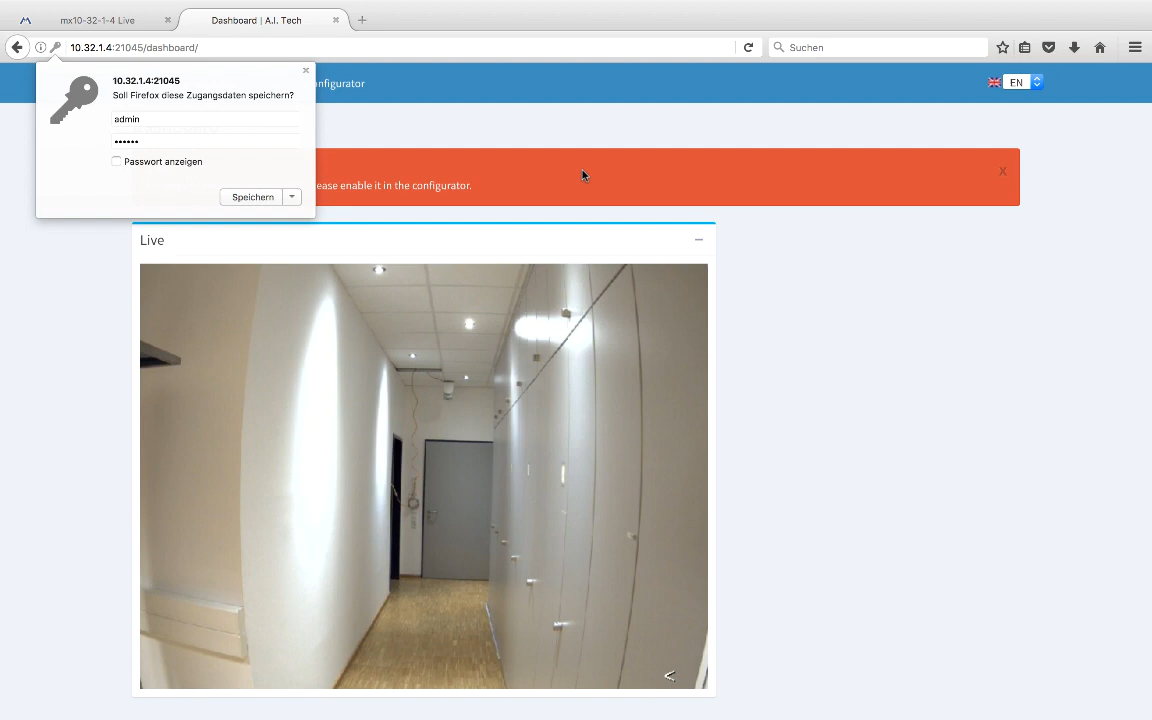 mx10-32-1-4 Live
Dashboard | A.I. Tech
10.32.1.4:21045/dashboard/
Suchen
10.32.1.4:21045
Soll Firefox diese Zugangsdaten speichern?
admin
••••••
Passwort anzeigen
Speichern
onfigurator
EN
ease enable it in the configurator.
x
Live